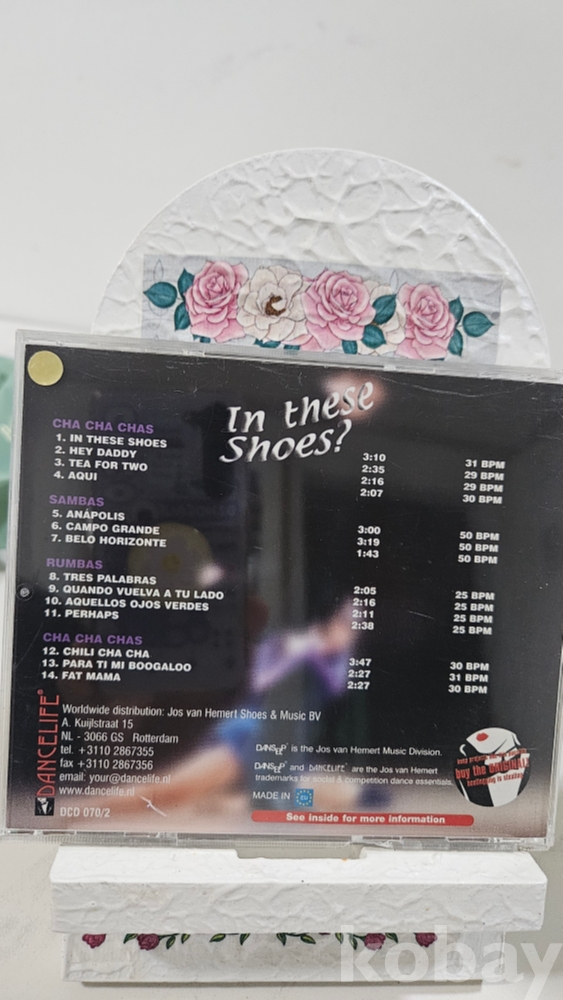 In these
Shoes?
CHA CHA CHAS
1. IN THESE SHOES 3:10 31 BPM
2. HEY DADDY 2:35 29 BPM
3. TEA FOR TWO 2:16 29 BPM
4. AQUI 2:07 30 BPM
SAMBAS
5. ANÁPOLIS 3:00 50 BPM
6. CAMPO GRANDE 3:19 50 BPM
7. BELO HORIZONTE 1:43 50 BPM
RUMBAS
8. TRES PALABRAS 2:05 25 BPM
9. QUANDO VUELVA A TU LADO 2:16 25 BPM
10. AQUELLOS OJOS VERDES 2:11 25 BPM
11. PERHAPS 2:38 25 BPM
CHA CHA CHAS
12. CHILI CHA CHA 3:47 30 BPM
13. PARA TI MI BOOGALOO 2:27 31 BPM
14. FAT MAMA 2:27 30 BPM
DANCELIFE®
Worldwide distribution: Jos van Hemert Shoes & Music BV
A. Kuijlstraat 15
NL - 3066 GS Rotterdam
tel. +3110 2867355
fax +3110 2867356
email: your@dancelife.nl
www.dancelife.nl
DCD 070/2
is the Jos van Hemert Music Division.
and DANCELIFE® are the Jos van Hemert
trademarks for social & competition dance essentials.
MADE IN EU
buy the ORIGINAL
See inside for more information
kobay